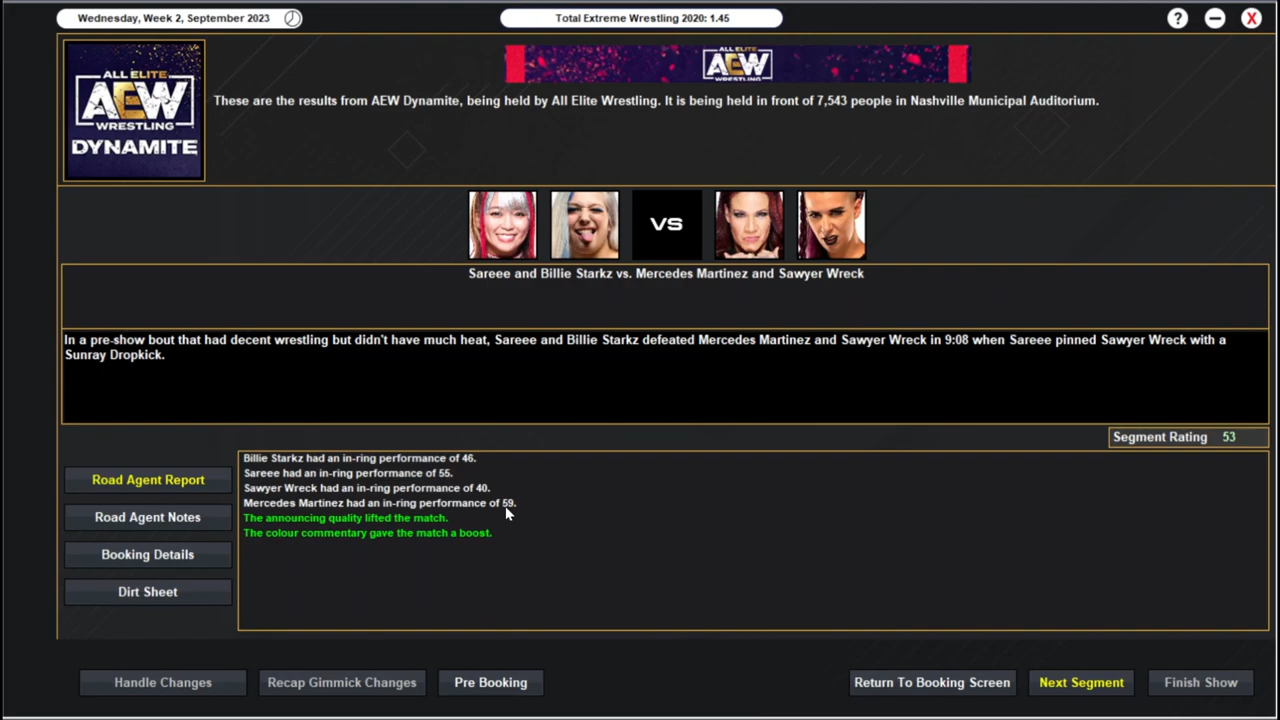 Wednesday, Week 2, September 2023
Total Extreme Wrestling 2020: 1.45
?
X
ALL ELITE
AEW
WRESTLING
DYNAMITE
ALL ELITE
AEW
WRESTLING
These are the results from AEW Dynamite, being held by All Elite Wrestling. It is being held in front of 7,543 people in Nashville Municipal Auditorium.
VS
Sareee and Billie Starkz vs. Mercedes Martinez and Sawyer Wreck
In a pre-show bout that had decent wrestling but didn't have much heat, Sareee and Billie Starkz defeated Mercedes Martinez and Sawyer Wreck in 9:08 when Sareee pinned Sawyer Wreck with a
Sunray Dropkick.
Segment Rating 53
Road Agent Report
Road Agent Notes
Booking Details
Dirt Sheet
Billie Starkz had an in-ring performance of 46.
Sareee had an in-ring performance of 55.
Sawyer Wreck had an in-ring performance of 40.
Mercedes Martinez had an in-ring performance of 59.
The announcing quality lifted the match.
The colour commentary gave the match a boost.
Handle Changes
Recap Gimmick Changes
Pre Booking
Return To Booking Screen
Next Segment
Finish Show